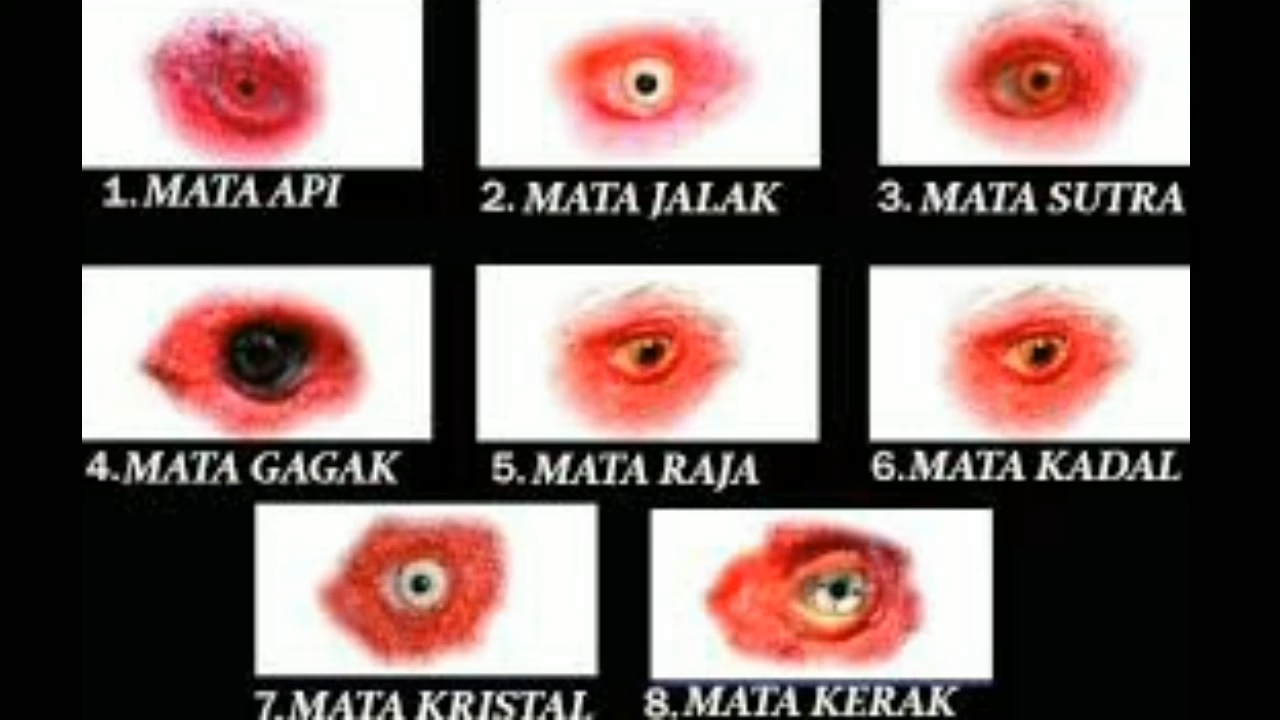 1. MATA API
2. MATA JALAK
3. MATA SUTRA
4. MATA GAGAK
5. MATA RAJA
6. MATA KADAL
7. MATA KRISTAL
8. MATA KERAK